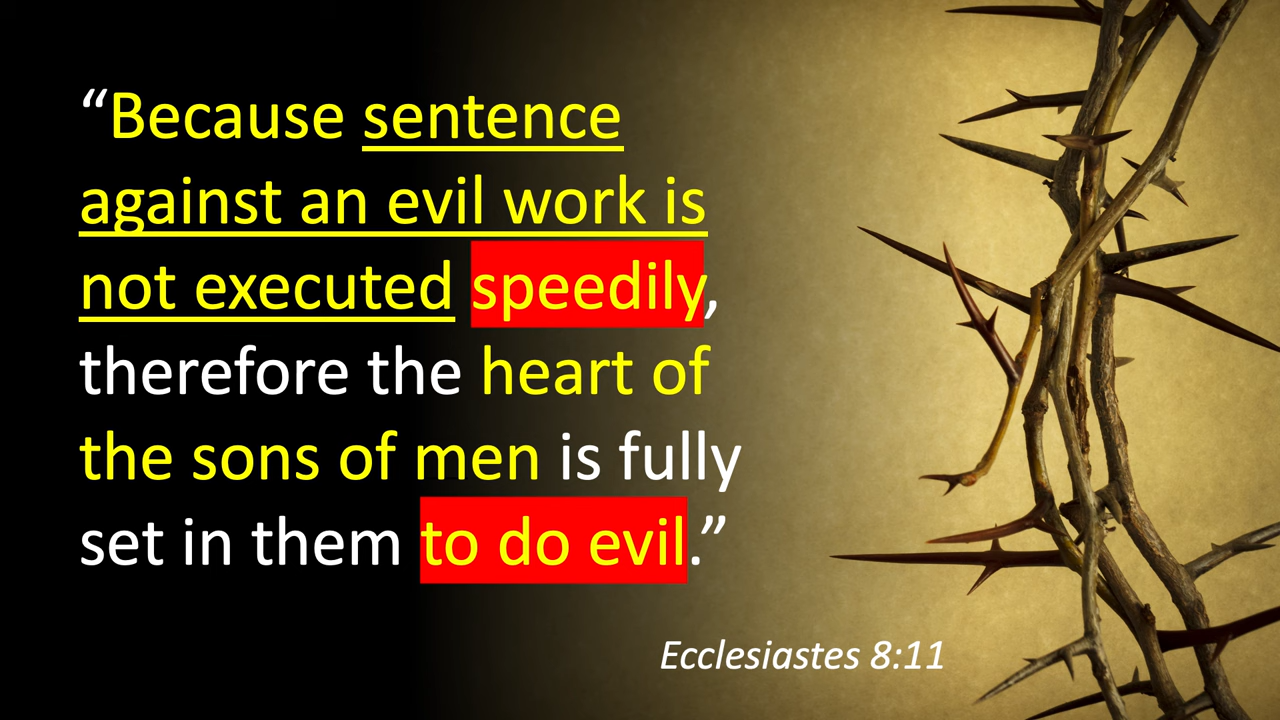 “Because sentence
against an evil work is
not executed speedily,
therefore the heart of
the sons of men is fully
set in them to do evil.”
Ecclesiastes 8:11